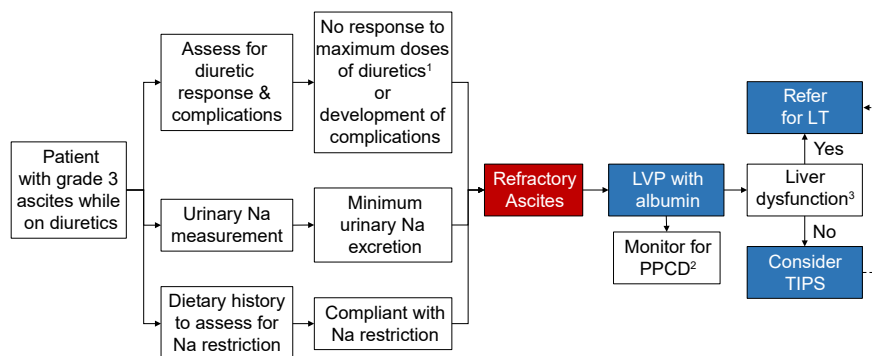 Patient
with grade 3
ascites while
on diuretics
Assess for
diuretic
response &
complications
No response to
maximum doses
of diuretics¹
or
development of
complications
Urinary Na
measurement
Minimum
urinary Na
excretion
Dietary history
to assess for
Na restriction
Compliant with
Na restriction
Refractory
Ascites
LVP with
albumin
Monitor for
PPCD²
Liver
dysfunction³
Yes
Refer
for LT
No
Consider
TIPS